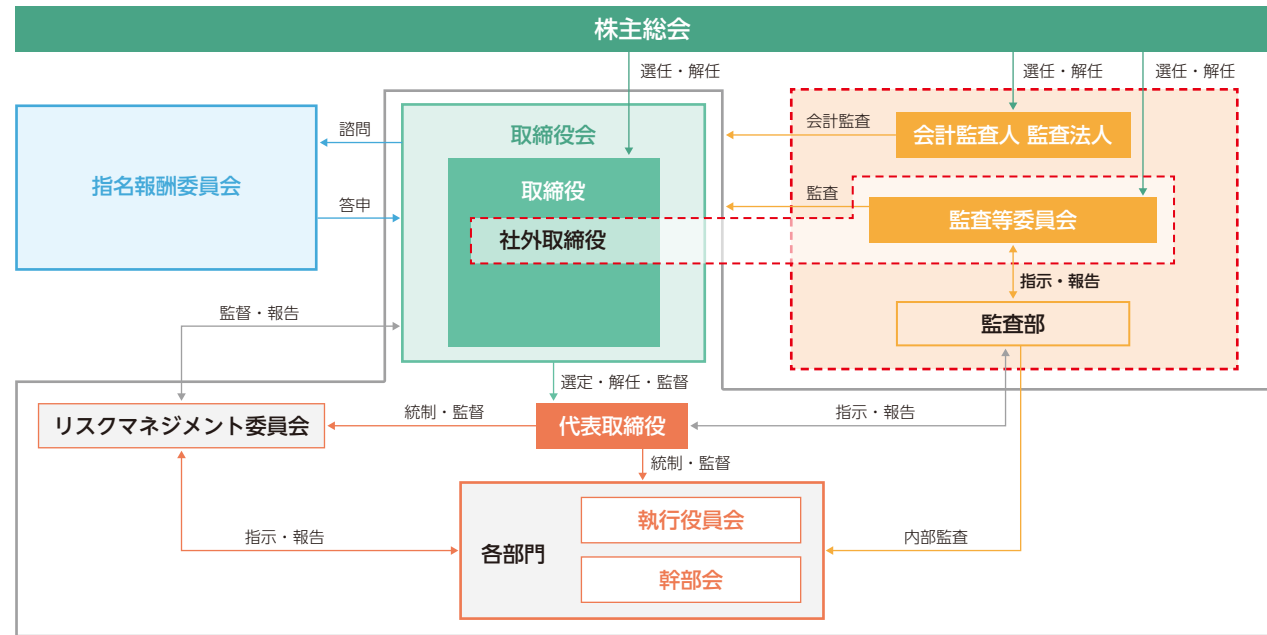 株主総会
選任・解任
選任・解任
選任・解任
指名報酬委員会
諮問
答申
取締役会
取締役
社外取締役
会計監査
会計監査人 監査法人
監査
監査等委員会
指示・報告
監査部
監督・報告
選定・解任・監督
リスクマネジメント委員会
統制・監督
代表取締役
指示・報告
統制・監督
指示・報告
各部門
執行役員会
幹部会
内部監査